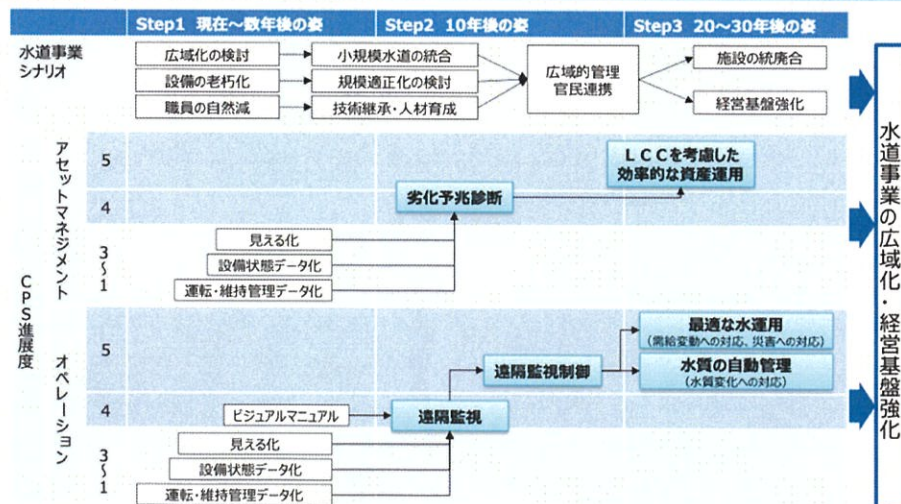 Step1 現在～数年後の姿
Step2 10年後の姿
Step3 20～30年後の姿
水道事業
シナリオ
広域化の検討
設備の老朽化
職員の自然減
小規模水道の統合
規模適正化の検討
技術継承・人材育成
広域的管理
官民連携
施設の統廃合
経営基盤強化
CPS進展度
アセットマネジメント
5
4
3～1
LCCを考慮した
効率的な資産運用
劣化予兆診断
見える化
設備状態データ化
運転・維持管理データ化
オペレーション
5
4
3～1
最適な水運用
(需給変動への対応、災害への対応)
遠隔監視制御
水質の自動管理
(水質変化への対応)
ビジュアルマニュアル
遠隔監視
見える化
設備状態データ化
運転・維持管理データ化
水道事業の広域化・経営基盤強化